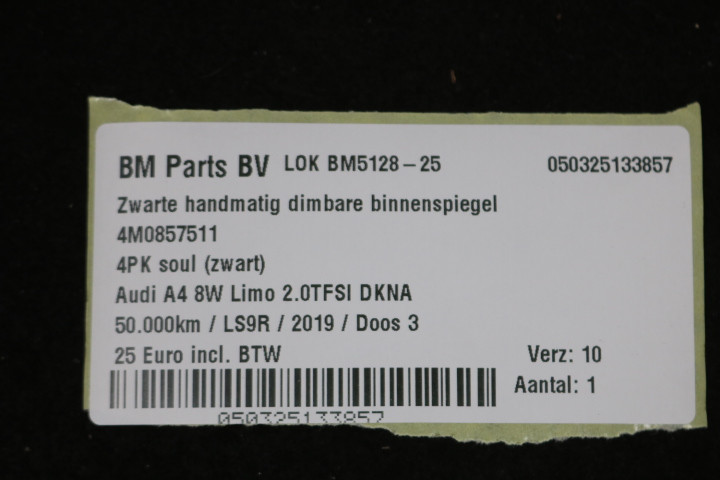 BM Parts BV LOK BM5128-25 050325133857
Zwarte handmatig dimbare binnenspiegel
4M0857511
4PK soul (zwart)
Audi A4 8W Limo 2.0TFSI DKNA
50.000km / LS9R / 2019 / Doos 3
25 Euro incl. BTW Verz: 10
Aantal: 1
050325133857